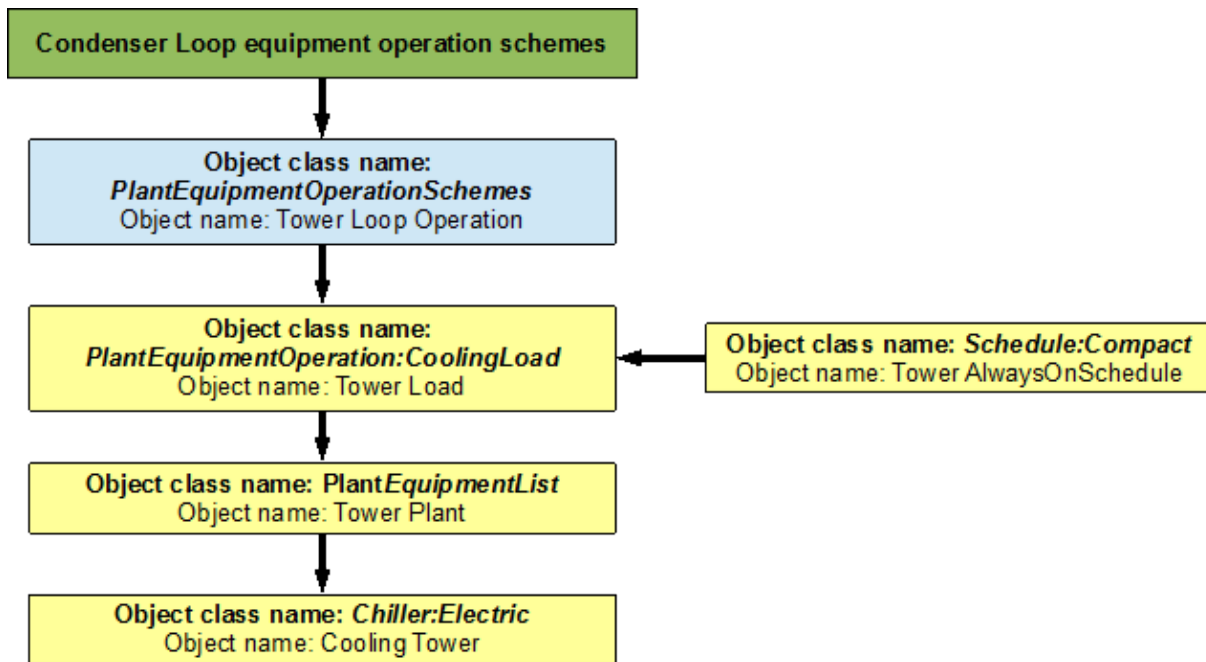 Condenser Loop equipment operation schemes
Object class name:
PlantEquipmentOperationSchemes
Object name: Tower Loop Operation
Object class name:
PlantEquipmentOperation:CoolingLoad
Object name: Tower Load
Object class name: Schedule:Compact
Object name: Tower AlwaysOnSchedule
Object class name: PlantEquipmentList
Object name: Tower Plant
Object class name: Chiller:Electric
Object name: Cooling Tower